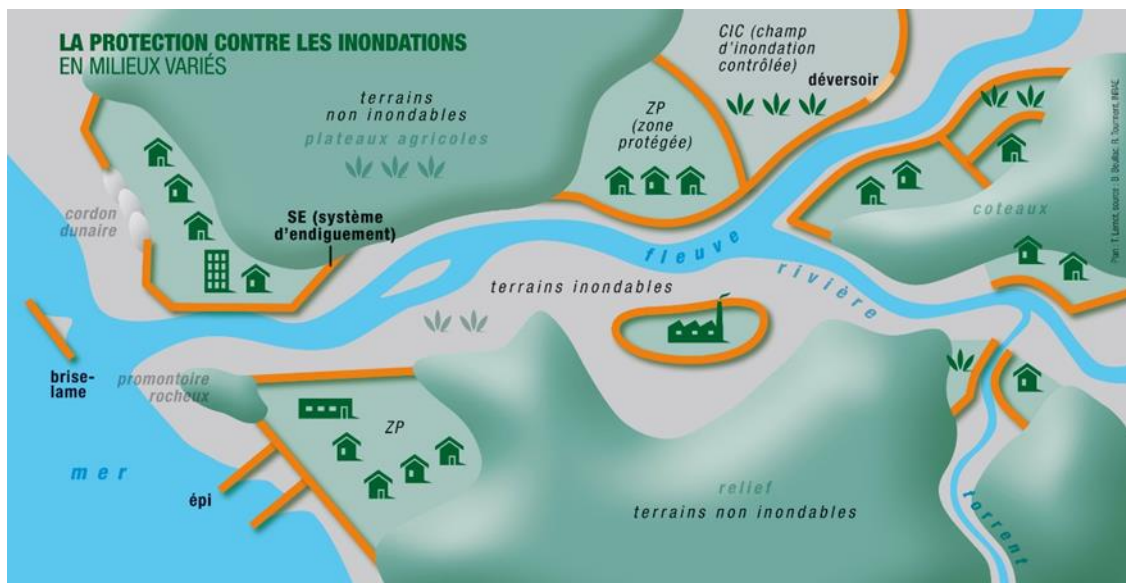 LA PROTECTION CONTRE LES INONDATIONS
EN MILIEUX VARIÉS
terrains
non inondables
plateaux agricoles
CIC (champ
d'inondation
contrôlée)
déversoir
ZP
(zone
protégée)
cordon
dunaire
SE (système
d'endiguement)
coteaux
fleuve
rivière
terrains inondables
brise-
lame
promontoire
rocheux
ZP
mer
épi
relief
terrains non inondables
torrent